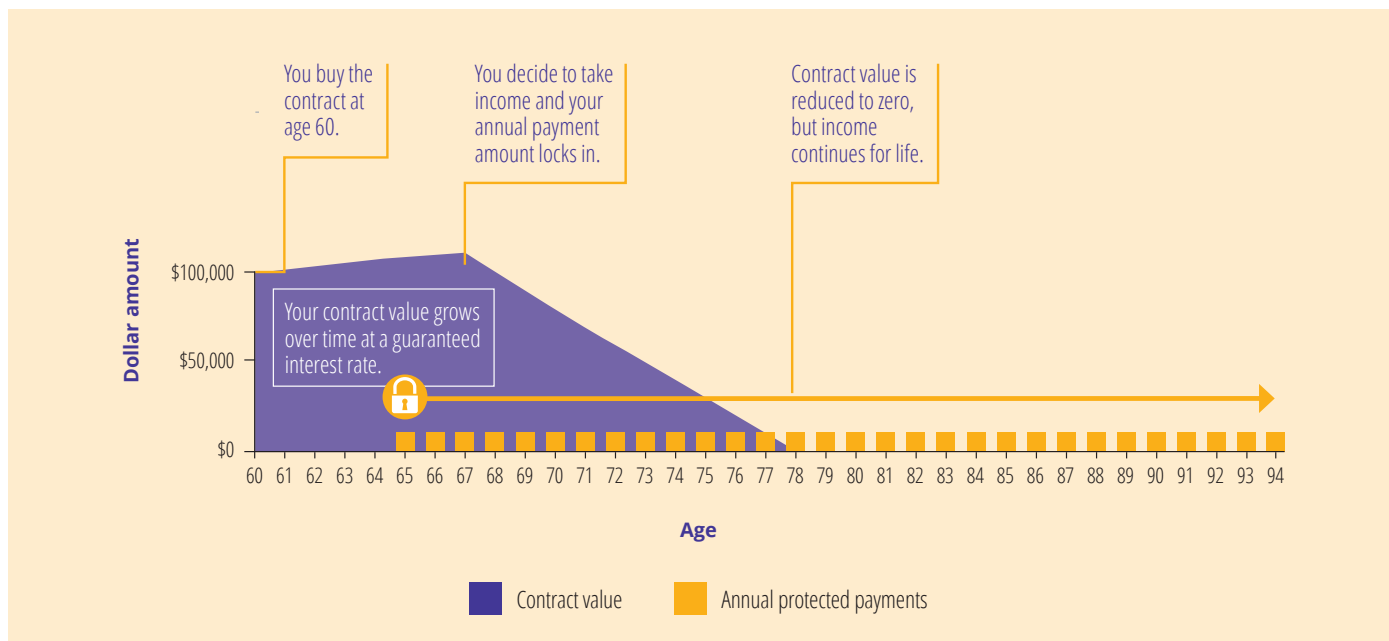 You buy the
contract at
age 60.
You decide to take
income and your
annual payment
amount locks in.
Contract value is
reduced to zero,
but income
continues for life.
Dollar amount
$100,000
$50,000
$0
Your contract value grows
over time at a guaranteed
interest rate.
60 61 62 63 64 65 66 67 68 69 70 71 72 73 74 75 76 77 78 79 80 81 82 83 84 85 86 87 88 89 90 91 92 93 94
Age
Contract value
Annual protected payments